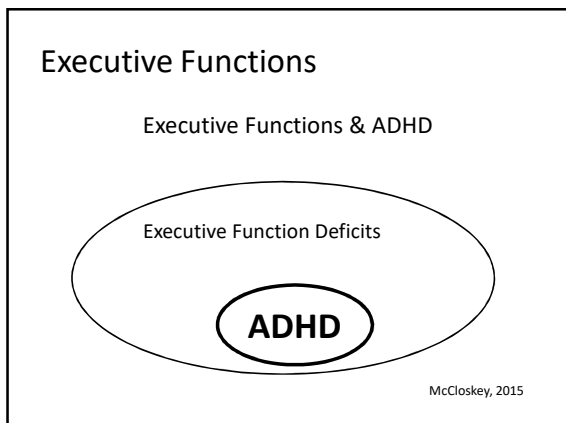 Executive Functions
Executive Functions & ADHD
Executive Function Deficits
ADHD
McCloskey, 2015